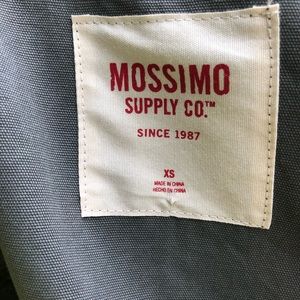 MOSSIMO
SUPPLY CO.™
SINCE 1987
XS
MADE IN CHINA
HECHO EN CHINA